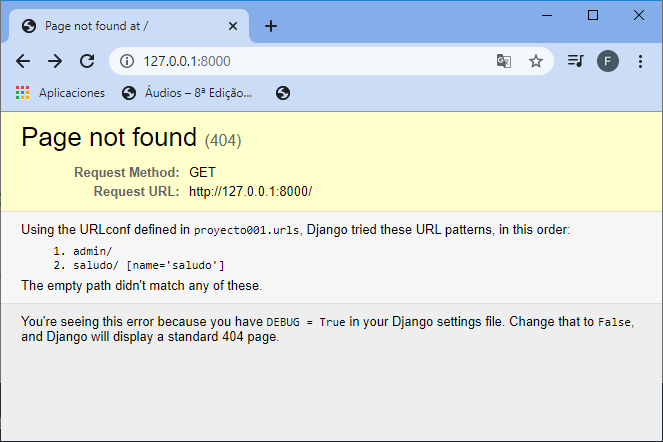 Page not found at /
127.0.0.1:8000
F
Aplicaciones
Áudios – 8ª Edição...
Page not found (404)
Request Method: GET
Request URL: http://127.0.0.1:8000/
Using the URLconf defined in proyecto001.urls, Django tried these URL patterns, in this order:
1. admin/
2. saludo/ [name='saludo']
The empty path didn't match any of these.
You're seeing this error because you have DEBUG = True in your Django settings file. Change that to False,
and Django will display a standard 404 page.